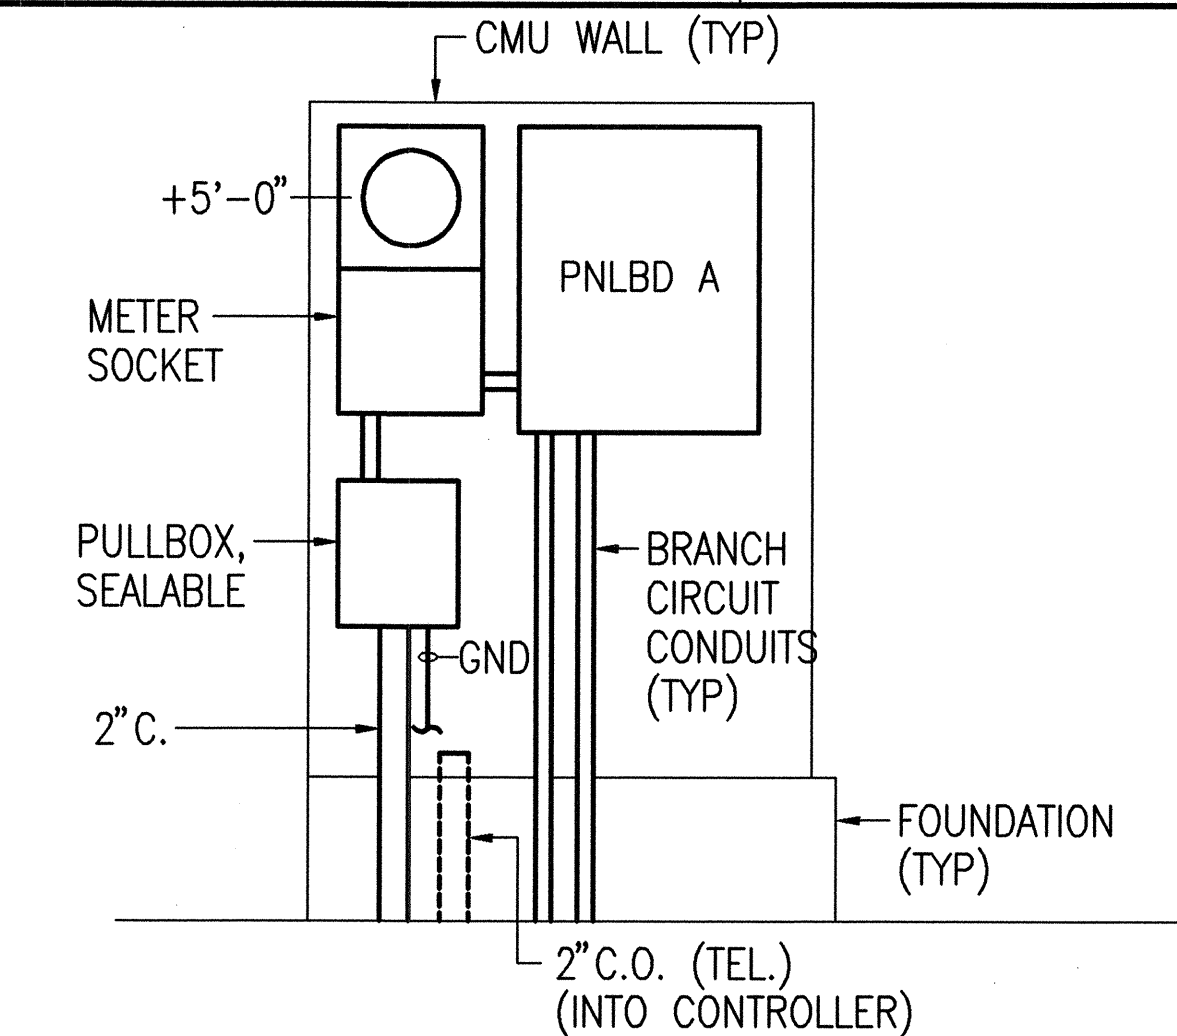 CMU WALL (TYP)
+5'-0"
PNLBD A
METER
SOCKET
PULLBOX,
SEALABLE
BRANCH
CIRCUIT
CONDUITS
(TYP)
GND
2"C.
FOUNDATION
(TYP)
2"C.O. (TEL.)
(INTO CONTROLLER)